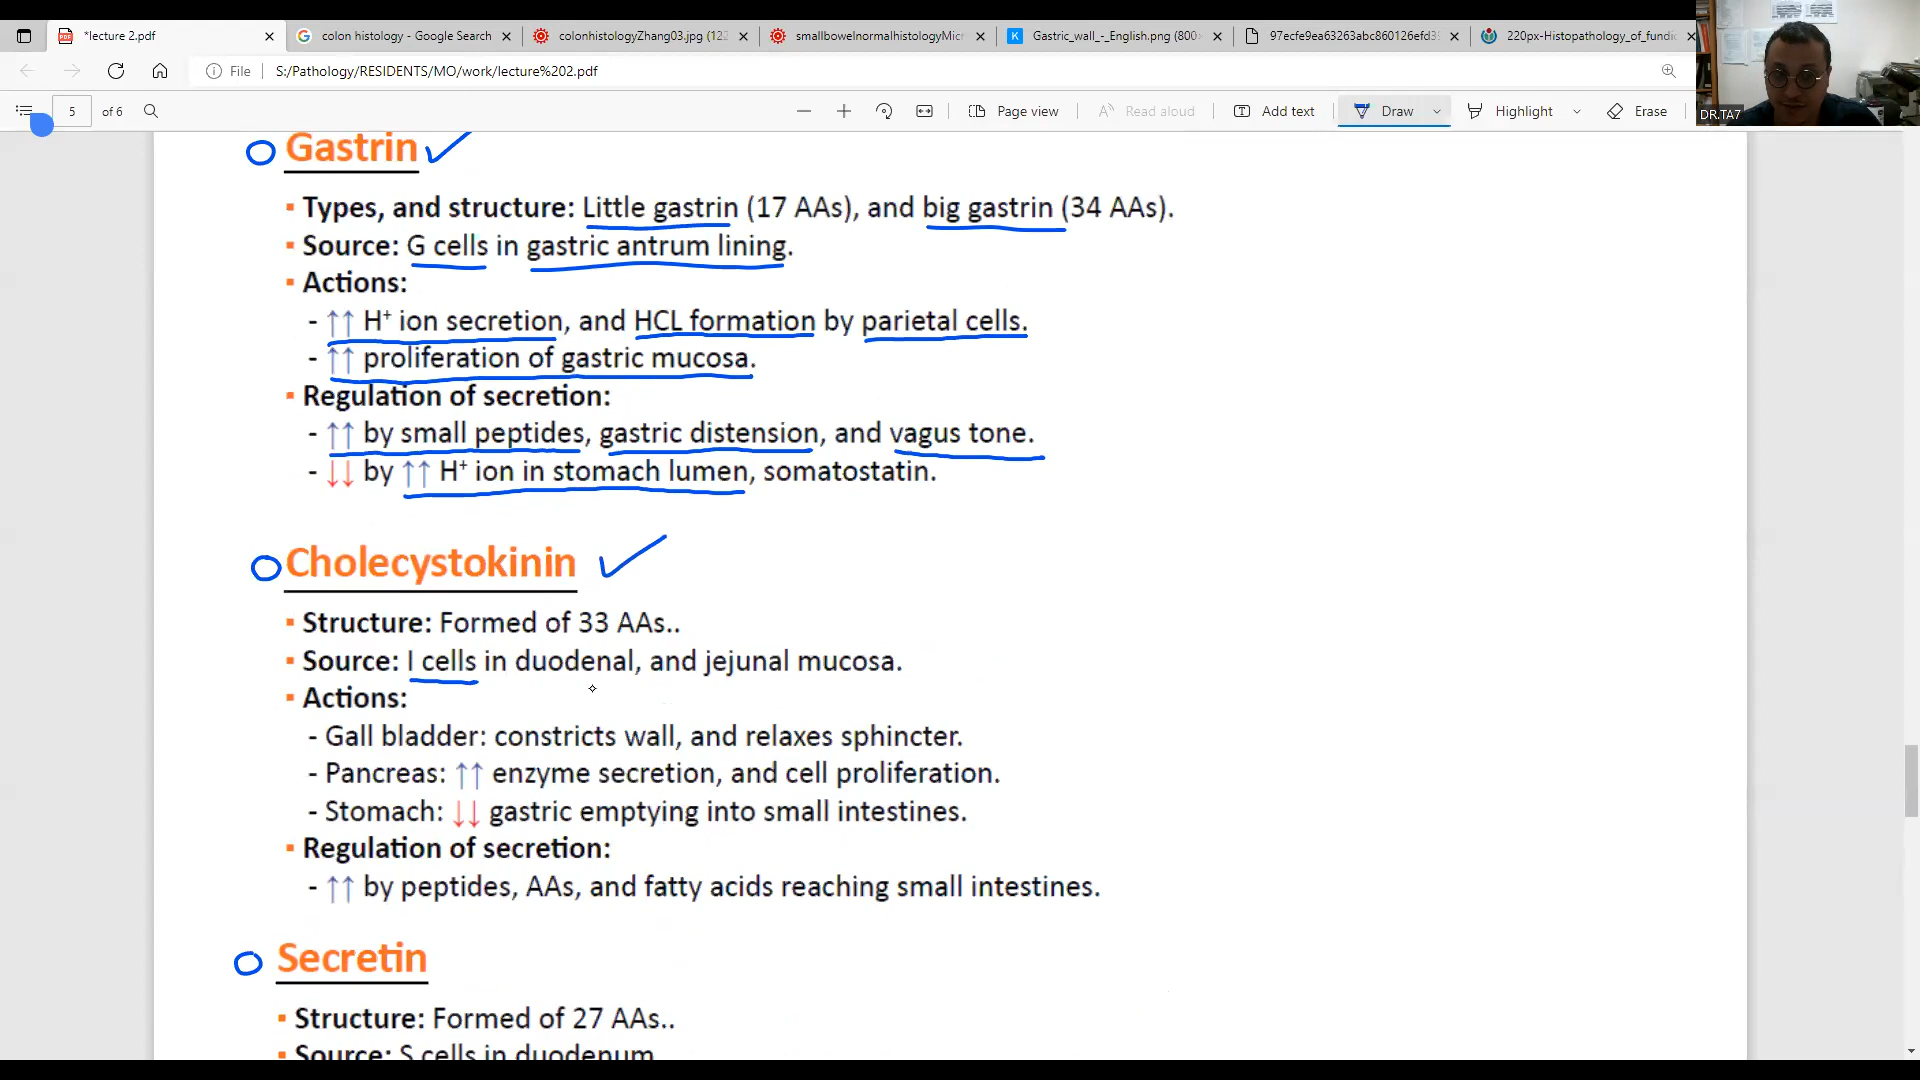 *lecture 2.pdf
colon histology - Google Search
colonhistologyZhang03.jpg (12
smallbowelnormalhistologyMic
Gastric_wall_-_English.png (800
97ecfe9ea63263abc860126efd3
220px-Histopathology_of_fundi
File
S:/Pathology/RESIDENTS/MO/work/lecture%202.pdf
5 of 6
Page view
Read aloud
Add text
Draw
Highlight
Erase
DR.TA7
Gastrin
▪ Types, and structure: Little gastrin (17 AAs), and big gastrin (34 AAs).
▪ Source: G cells in gastric antrum lining.
▪ Actions:
- ↑↑ H⁺ ion secretion, and HCL formation by parietal cells.
- ↑↑ proliferation of gastric mucosa.
▪ Regulation of secretion:
- ↑↑ by small peptides, gastric distension, and vagus tone.
- ↓↓ by ↑↑ H⁺ ion in stomach lumen, somatostatin.
Cholecystokinin
▪ Structure: Formed of 33 AAs..
▪ Source: I cells in duodenal, and jejunal mucosa.
▪ Actions:
- Gall bladder: constricts wall, and relaxes sphincter.
- Pancreas: ↑↑ enzyme secretion, and cell proliferation.
- Stomach: ↓↓ gastric emptying into small intestines.
▪ Regulation of secretion:
- ↑↑ by peptides, AAs, and fatty acids reaching small intestines.
Secretin
▪ Structure: Formed of 27 AAs..
▪ Source: S cells in duodenum